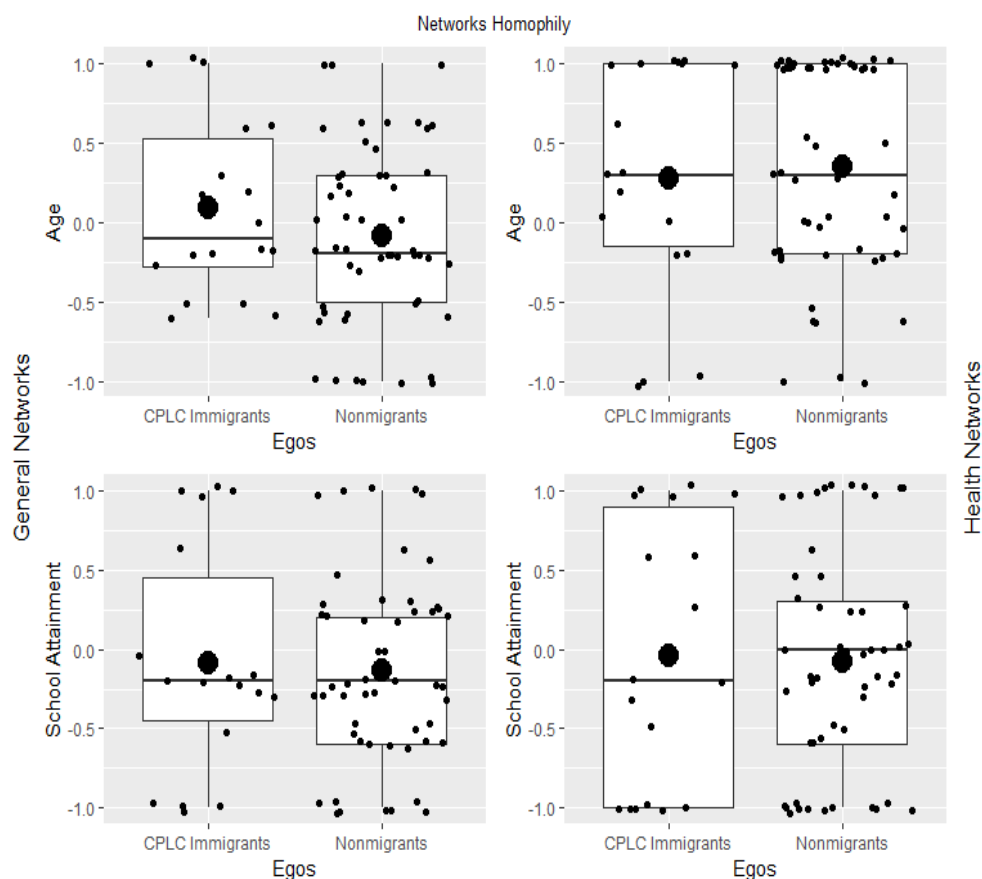 Networks Homophily
General Networks
Age
1.0
0.5
0.0
-0.5
-1.0
CPLC Immigrants
Nonmigrants
Egos
Age
1.0
0.5
0.0
-0.5
-1.0
CPLC Immigrants
Nonmigrants
Egos
Health Networks
School Attainment
1.0
0.5
0.0
-0.5
-1.0
CPLC Immigrants
Nonmigrants
Egos
School Attainment
1.0
0.5
0.0
-0.5
-1.0
CPLC Immigrants
Nonmigrants
Egos